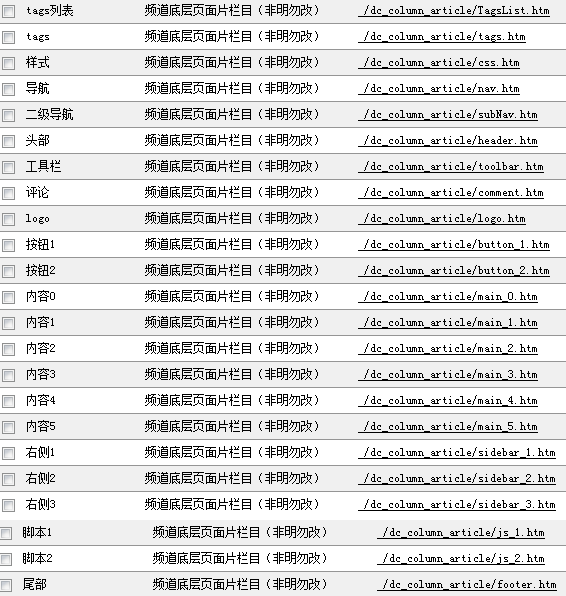 tags列表 频道底层页面片栏目（非明勿改） /dc_column_article/TagsList.htm
tags 频道底层页面片栏目（非明勿改） /dc_column_article/tags.htm
样式 频道底层页面片栏目（非明勿改） /dc_column_article/css.htm
导航 频道底层页面片栏目（非明勿改） /dc_column_article/nav.htm
二级导航 频道底层页面片栏目（非明勿改） /dc_column_article/subNav.htm
头部 频道底层页面片栏目（非明勿改） /dc_column_article/header.htm
工具栏 频道底层页面片栏目（非明勿改） /dc_column_article/toolbar.htm
评论 频道底层页面片栏目（非明勿改） /dc_column_article/comment.htm
logo 频道底层页面片栏目（非明勿改） /dc_column_article/logo.htm
按钮1 频道底层页面片栏目（非明勿改） /dc_column_article/button_1.htm
按钮2 频道底层页面片栏目（非明勿改） /dc_column_article/button_2.htm
内容0 频道底层页面片栏目（非明勿改） /dc_column_article/main_0.htm
内容1 频道底层页面片栏目（非明勿改） /dc_column_article/main_1.htm
内容2 频道底层页面片栏目（非明勿改） /dc_column_article/main_2.htm
内容3 频道底层页面片栏目（非明勿改） /dc_column_article/main_3.htm
内容4 频道底层页面片栏目（非明勿改） /dc_column_article/main_4.htm
内容5 频道底层页面片栏目（非明勿改） /dc_column_article/main_5.htm
右侧1 频道底层页面片栏目（非明勿改） /dc_column_article/sidebar_1.htm
右侧2 频道底层页面片栏目（非明勿改） /dc_column_article/sidebar_2.htm
右侧3 频道底层页面片栏目（非明勿改） /dc_column_article/sidebar_3.htm
脚本1 频道底层页面片栏目（非明勿改） /dc_column_article/js_1.htm
脚本2 频道底层页面片栏目（非明勿改） /dc_column_article/js_2.htm
尾部 频道底层页面片栏目（非明勿改） /dc_column_article/footer.htm